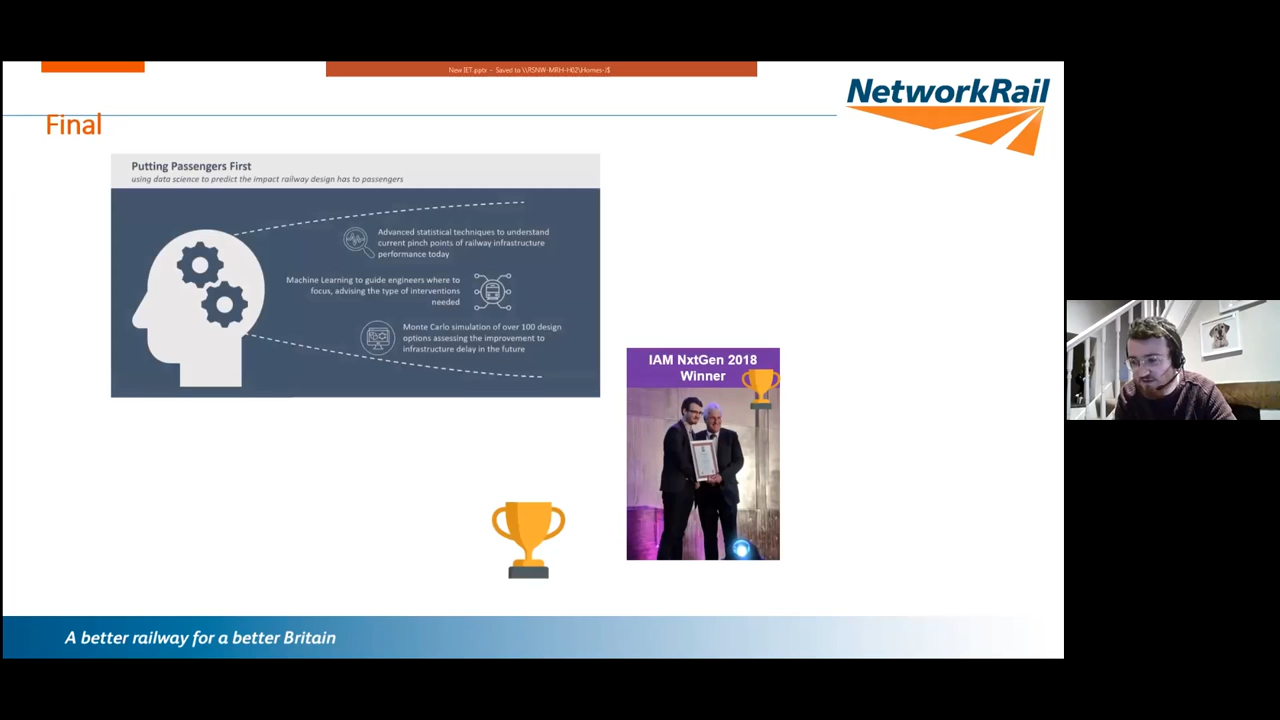 New IET.pptx - Saved to \\RSNW-MRH-H02\Homes-J$
NetworkRail
Final
Putting Passengers First
using data science to predict the impact railway design has to passengers
Advanced statistical techniques to understand
current pinch points of railway infrastructure
performance today
Machine Learning to guide engineers where to
focus, advising the type of interventions
needed
Monte Carlo simulation of over 100 design
options assessing the improvement to
infrastructure delay in the future
IAM NxtGen 2018
Winner
A better railway for a better Britain